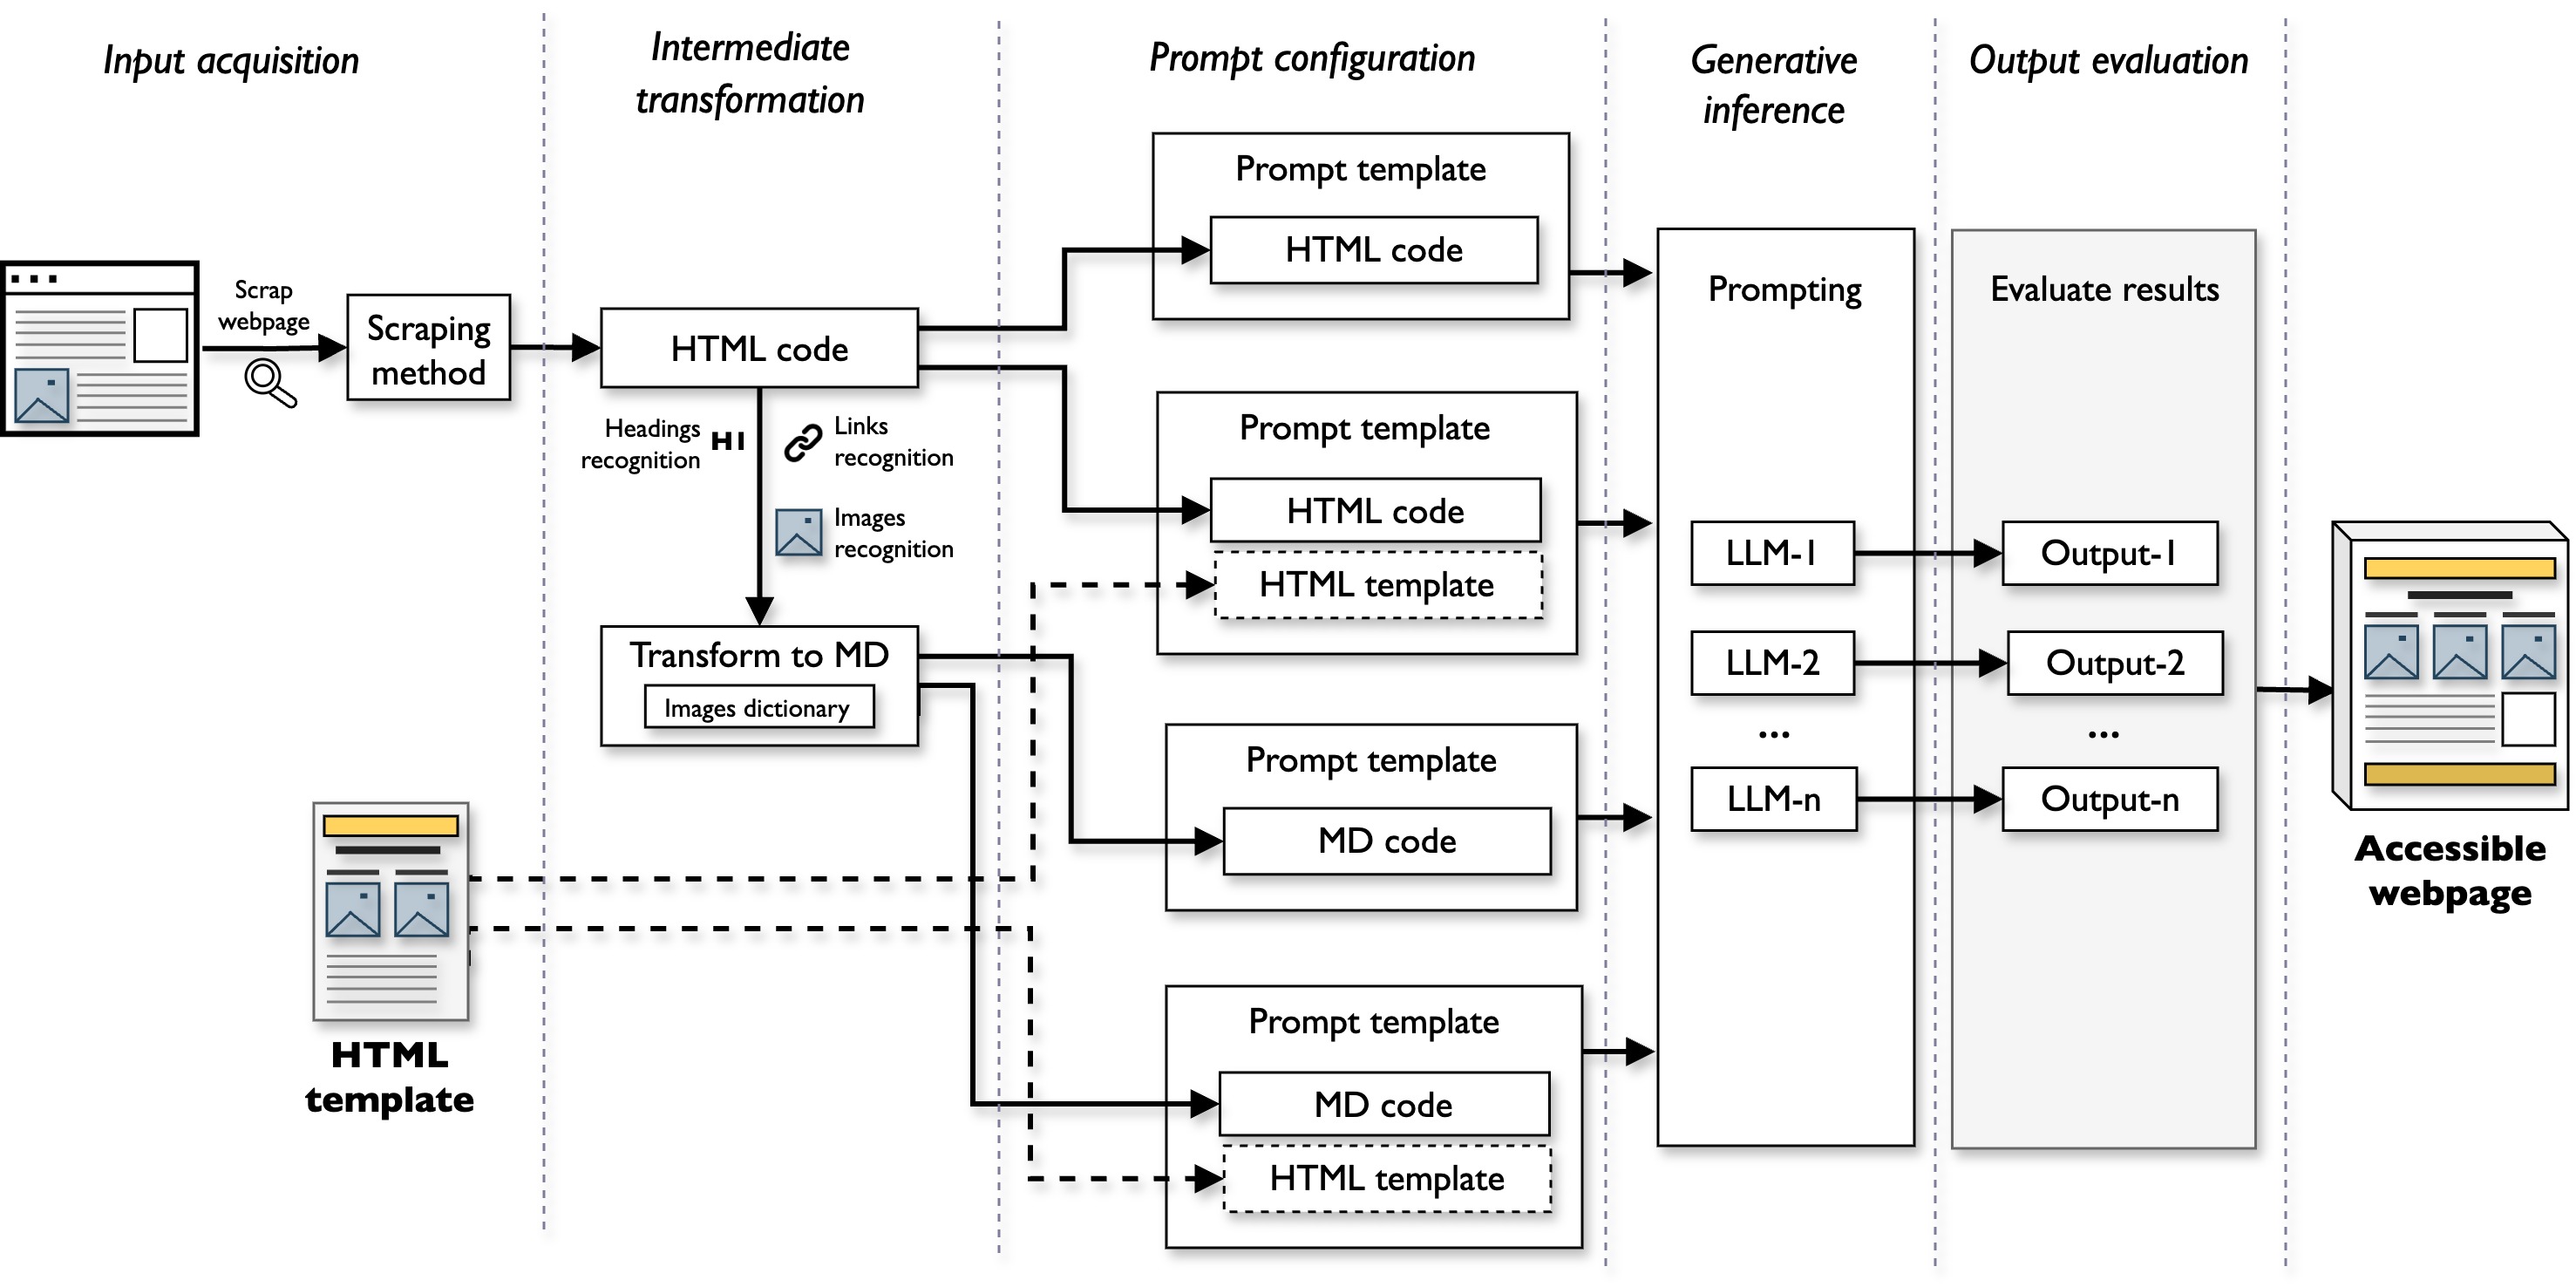 Input acquisition
Intermediate
transformation
Prompt configuration
Generative
inference
Output evaluation
Scrap
webpage
Scraping
method
HTML code
Headings
recognition
H1
Links
recognition
Images
recognition
Transform to MD
Images dictionary
HTML
template
Prompt template
HTML code
Prompt template
HTML code
HTML template
Prompt template
MD code
Prompt template
MD code
HTML template
Prompting
LLM-1
LLM-2
...
LLM-n
Evaluate results
Output-1
Output-2
...
Output-n
Accessible
webpage